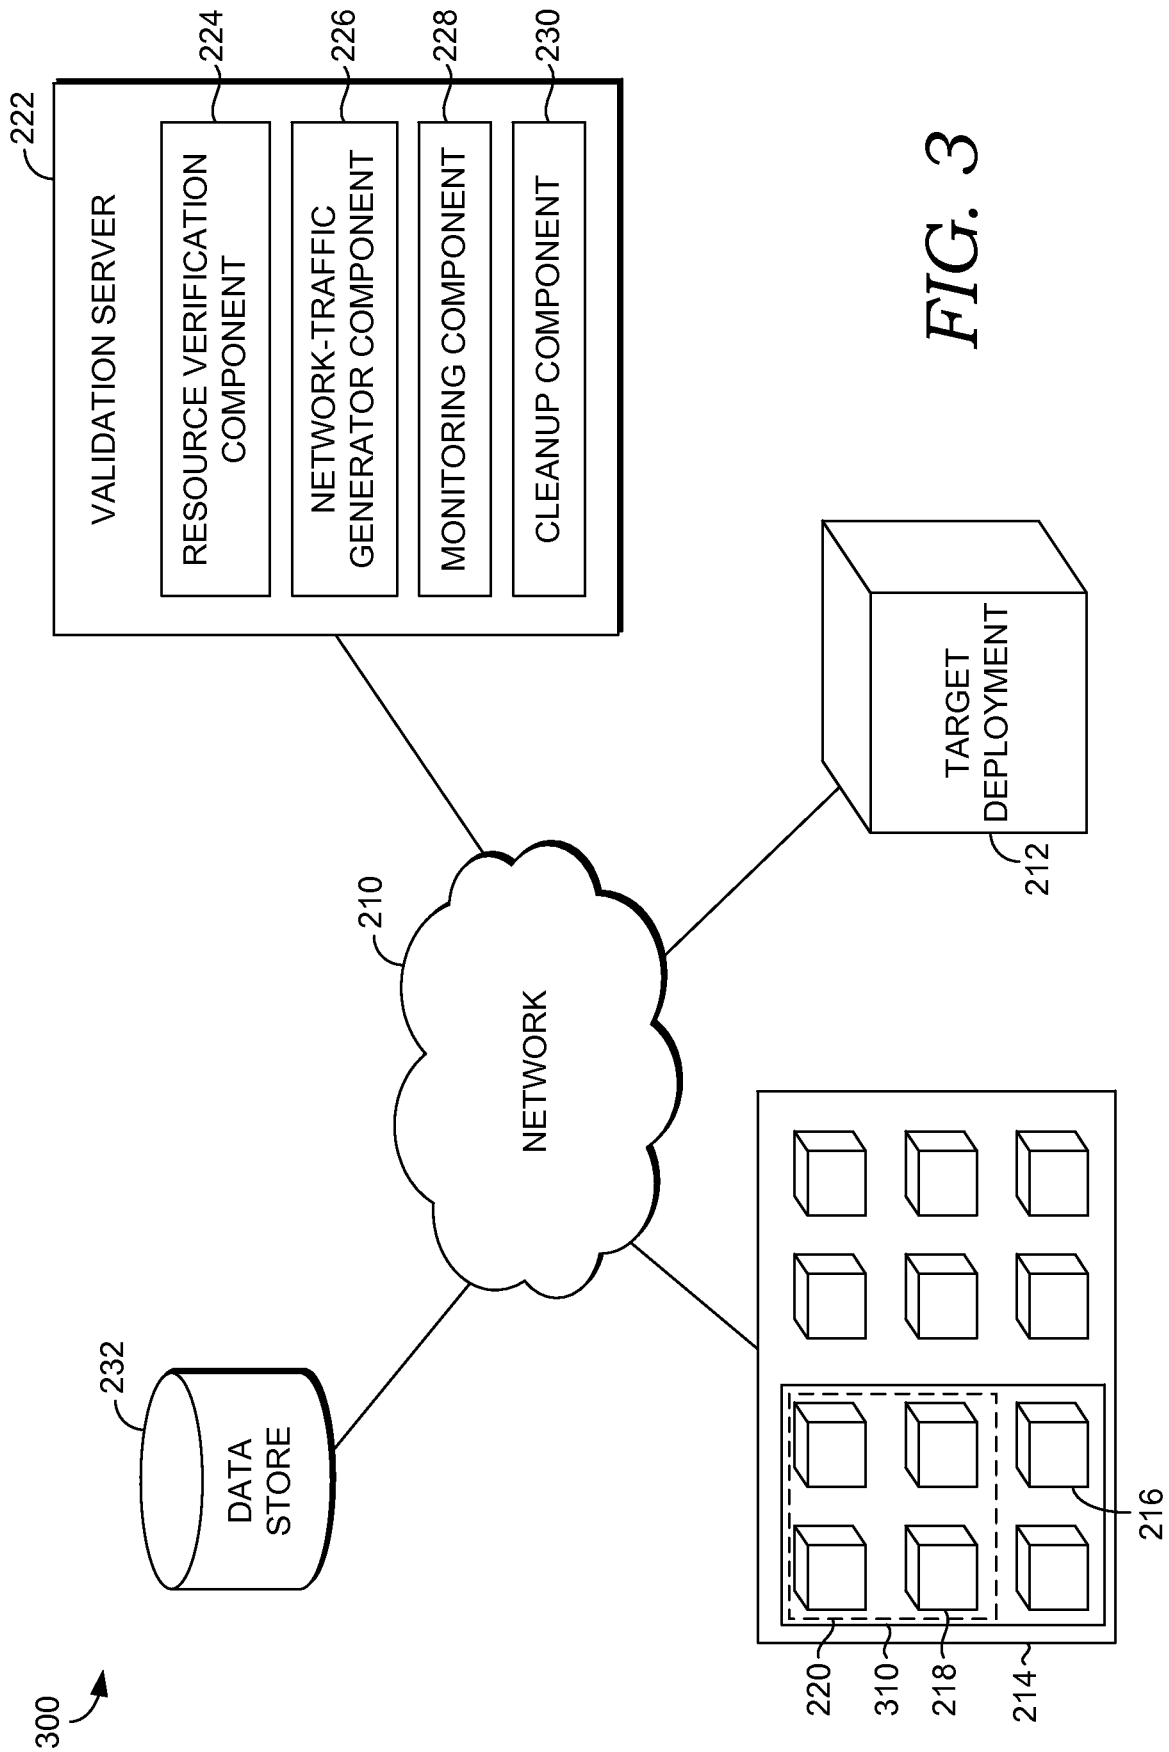 300
232
DATA
STORE
210
NETWORK
222
VALIDATION SERVER
RESOURCE VERIFICATION
COMPONENT
224
NETWORK-TRAFFIC
GENERATOR COMPONENT
226
MONITORING COMPONENT
228
CLEANUP COMPONENT
230
220
310
218
214
216
TARGET
DEPLOYMENT
212
FIG. 3